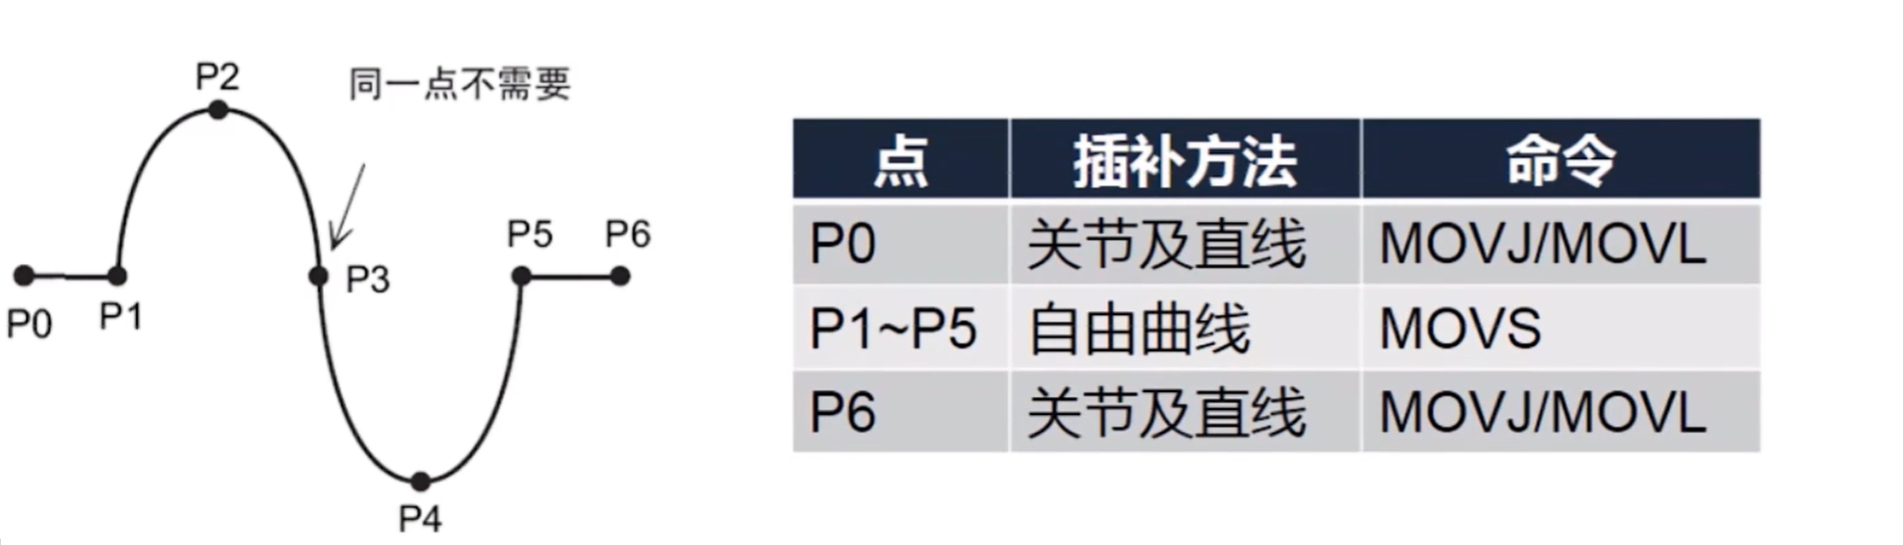 P2
同一点不需要
P3
P5
P6
P0
P1
P4
点 插补方法 命令
P0 关节及直线 MOVJ/MOVL
P1~P5 自由曲线 MOVS
P6 关节及直线 MOVJ/MOVL